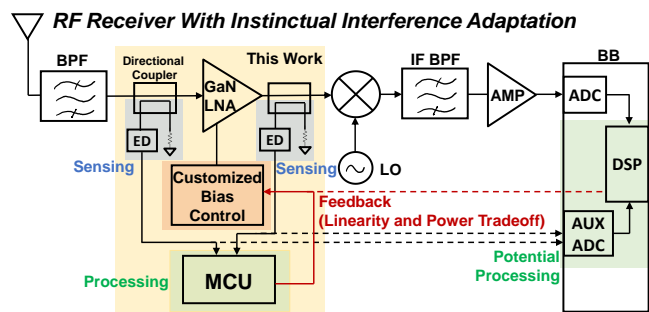 RF Receiver With Instinctual Interference Adaptation
BPF
Directional
Coupler
GaN
LNA
This Work
IF BPF
AMP
BB
ADC
ED
ED
Sensing
Sensing
LO
DSP
Customized
Bias
Control
Feedback
(Linearity and Power Tradeoff)
AUX
ADC
Processing
MCU
Potential
Processing